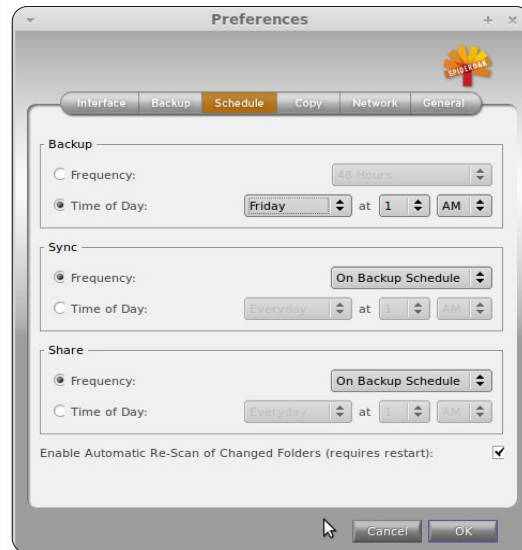 Preferences
SPIDEROAK
Interface Backup Schedule Copy Network General
Backup
Frequency: 48 Hours
Time of Day: Friday at 1 AM
Sync
Frequency: On Backup Schedule
Time of Day: Everyday at 1 AM
Share
Frequency: On Backup Schedule
Time of Day: Everyday at 1 AM
Enable Automatic Re-Scan of Changed Folders (requires restart):
Cancel OK